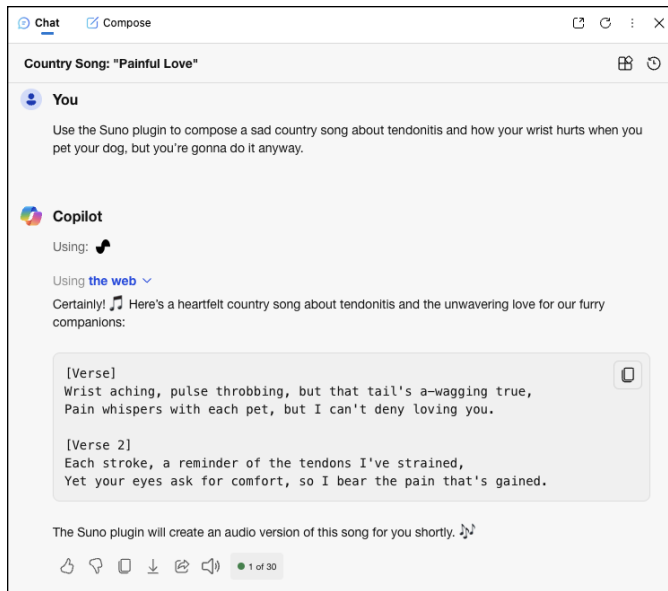 Chat Compose
Country Song: "Painful Love"
You
Use the Suno plugin to compose a sad country song about tendonitis and how your wrist hurts when you
pet your dog, but you're gonna do it anyway.
Copilot
Using:
Using the web
Certainly! 🎵 Here's a heartfelt country song about tendonitis and the unwavering love for our furry
companions:
[Verse]
Wrist aching, pulse throbbing, but that tail's a-wagging true,
Pain whispers with each pet, but I can't deny loving you.
[Verse 2]
Each stroke, a reminder of the tendons I've strained,
Yet your eyes ask for comfort, so I bear the pain that's gained.
The Suno plugin will create an audio version of this song for you shortly. 🎶
1 of 30